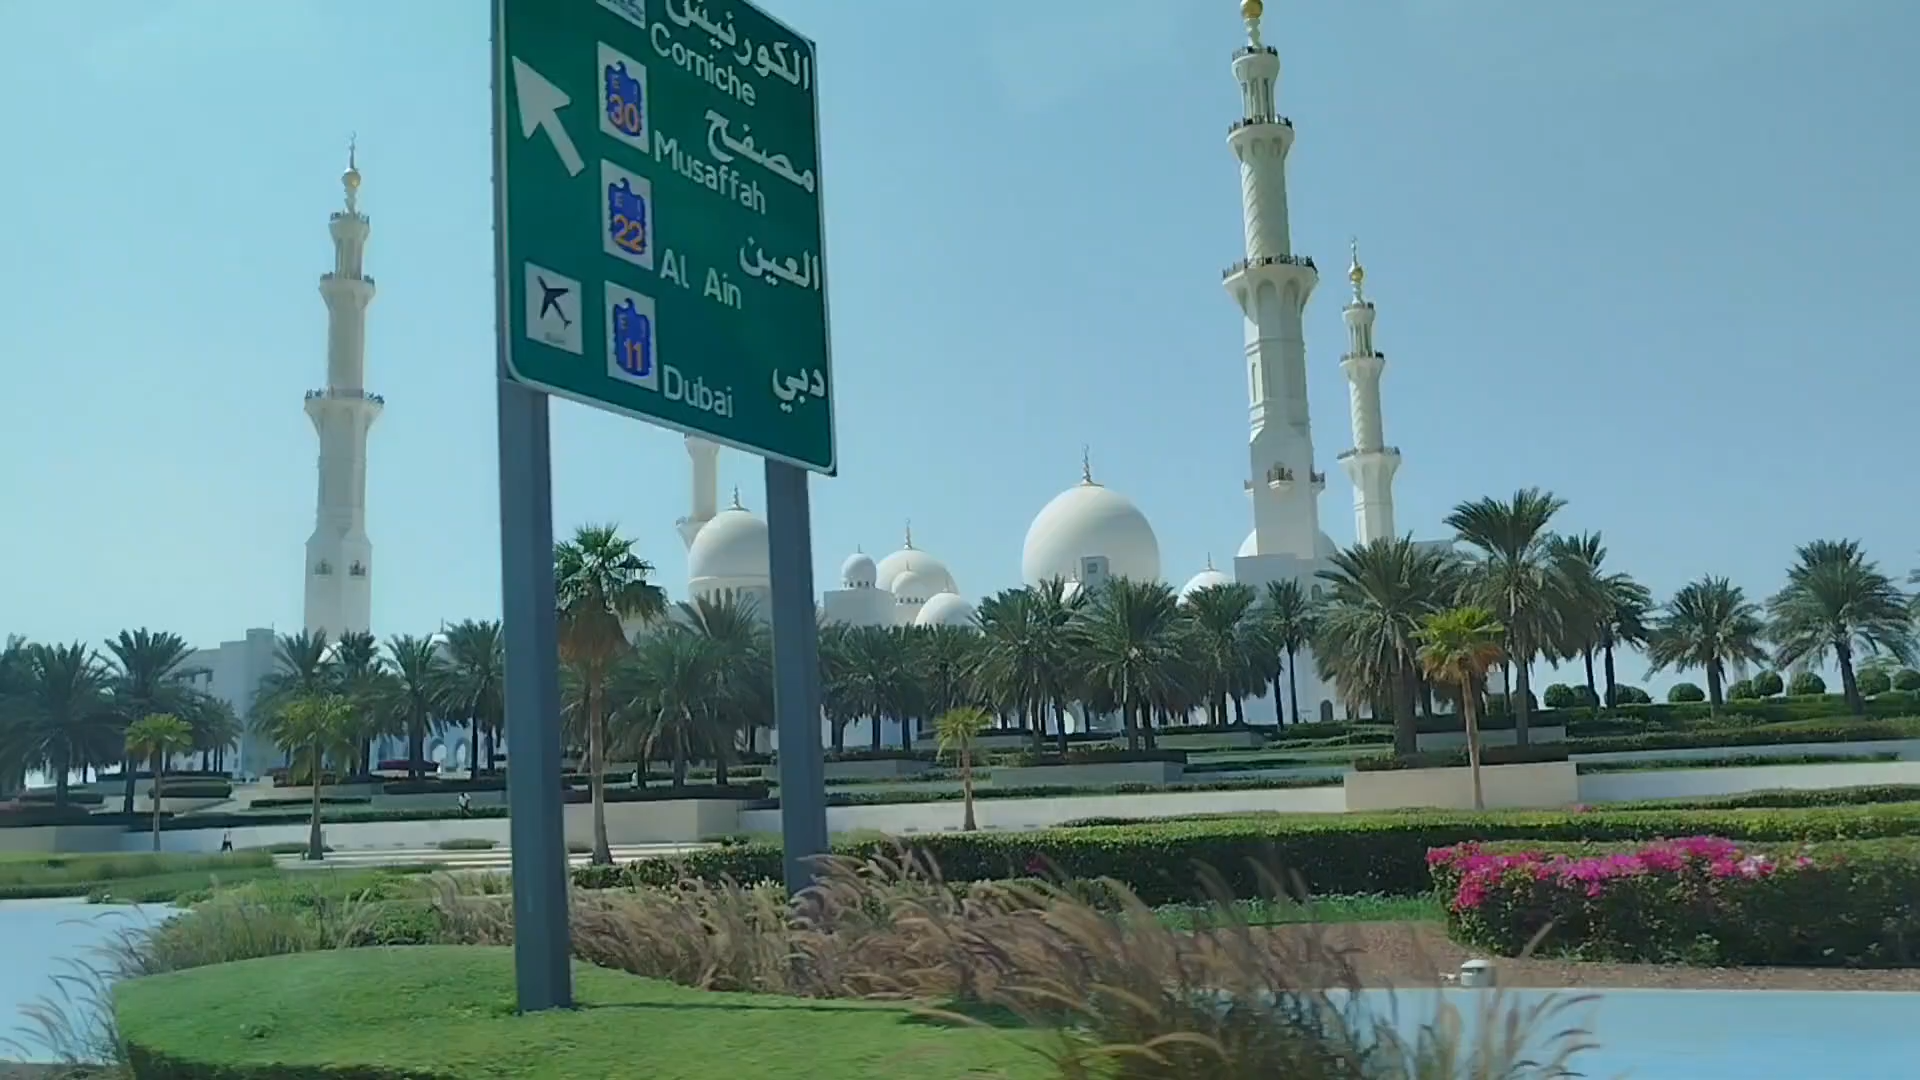 الكورنيش
Corniche
E 30
مصفح
Musaffah
E 22
العين
Al Ain
E 11
دبي
Dubai